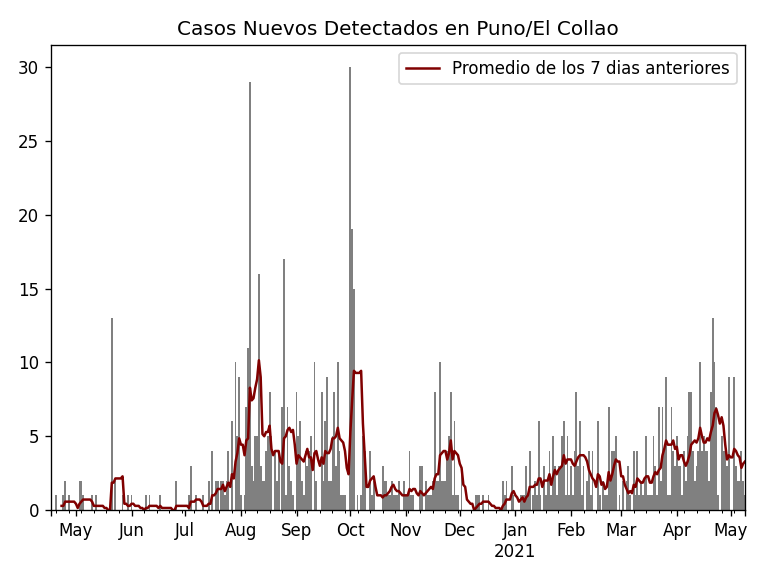 Casos Nuevos Detectados en Puno/El Collao
Promedio de los 7 dias anteriores
30
25
20
15
10
5
0
May Jun Jul Aug Sep Oct Nov Dec Jan Feb Mar Apr May
2021